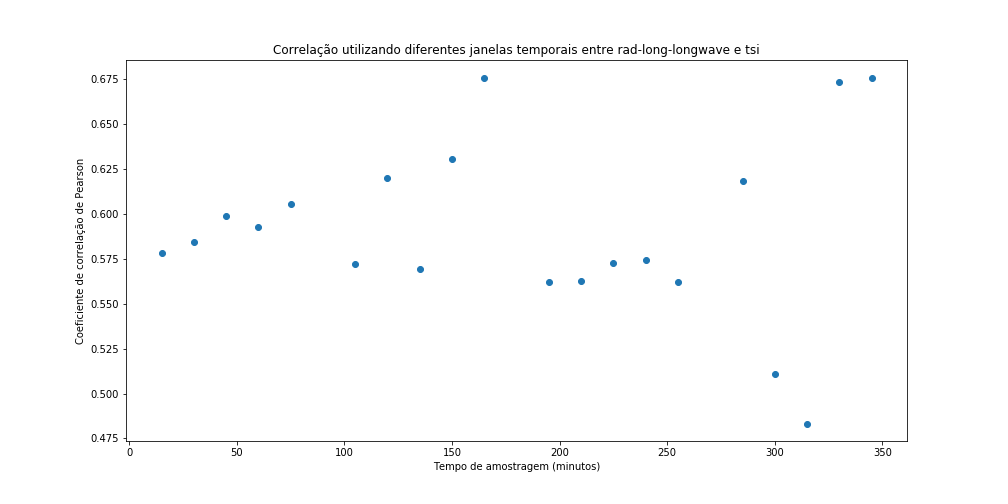 Correlação utilizando diferentes janelas temporais entre rad-long-longwave e tsi
Coeficiente de correlação de Pearson
0.675
0.650
0.625
0.600
0.575
0.550
0.525
0.500
0.475
0 50 100 150 200 250 300 350
Tempo de amostragem (minutos)